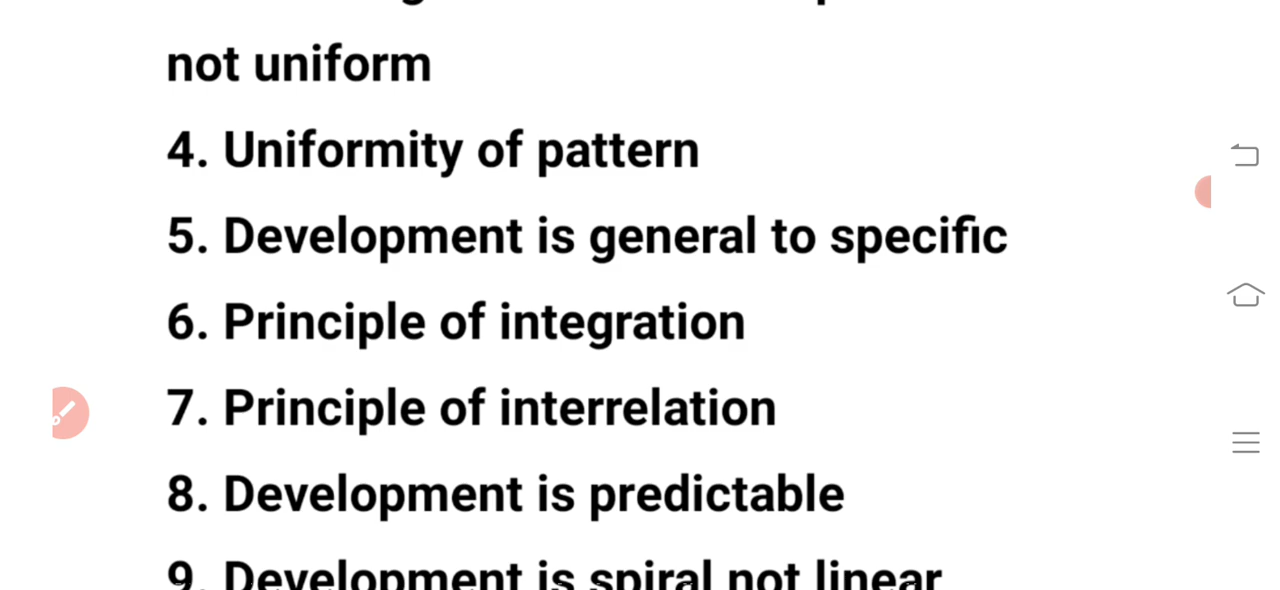 not uniform
4. Uniformity of pattern
5. Development is general to specific
6. Principle of integration
7. Principle of interrelation
8. Development is predictable
9. Development is spiral not linear